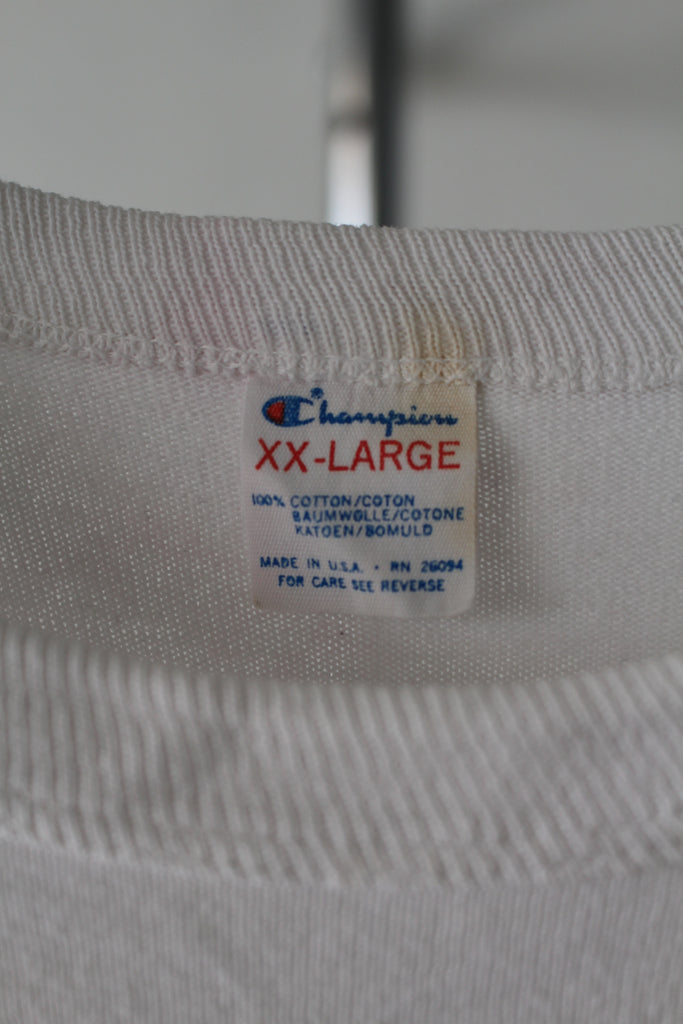 Champion
XX-LARGE
100% COTTON/COTON
BAUMWOLLE/COTONE
KATOEN/BOMULD
MADE IN U.S.A. • RN 26094
FOR CARE SEE REVERSE